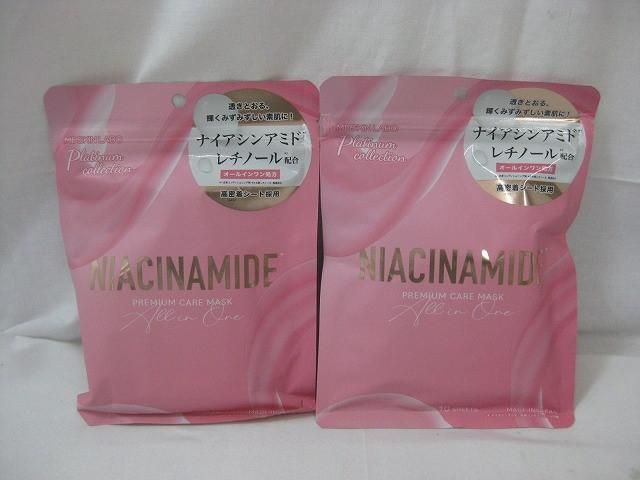 MEDISKIN LABO
Platinum
collection
透きとおる、
輝くみずみずしい素肌に!
ナイアシンアミド
レチノール 配合
オールインワン処方
高密着シート採用
NIACINAMIDE
PREMIUM CARE MASK
All in One
Platinum
collection
透きとおる、
輝くみずみずしい素肌に!
ナイアシンアミド
レチノール 配合
オールインワン処方
高密着シート採用
NIACINAMIDE
PREMIUM CARE MASK
All in One
10 SHEETS
MADE IN